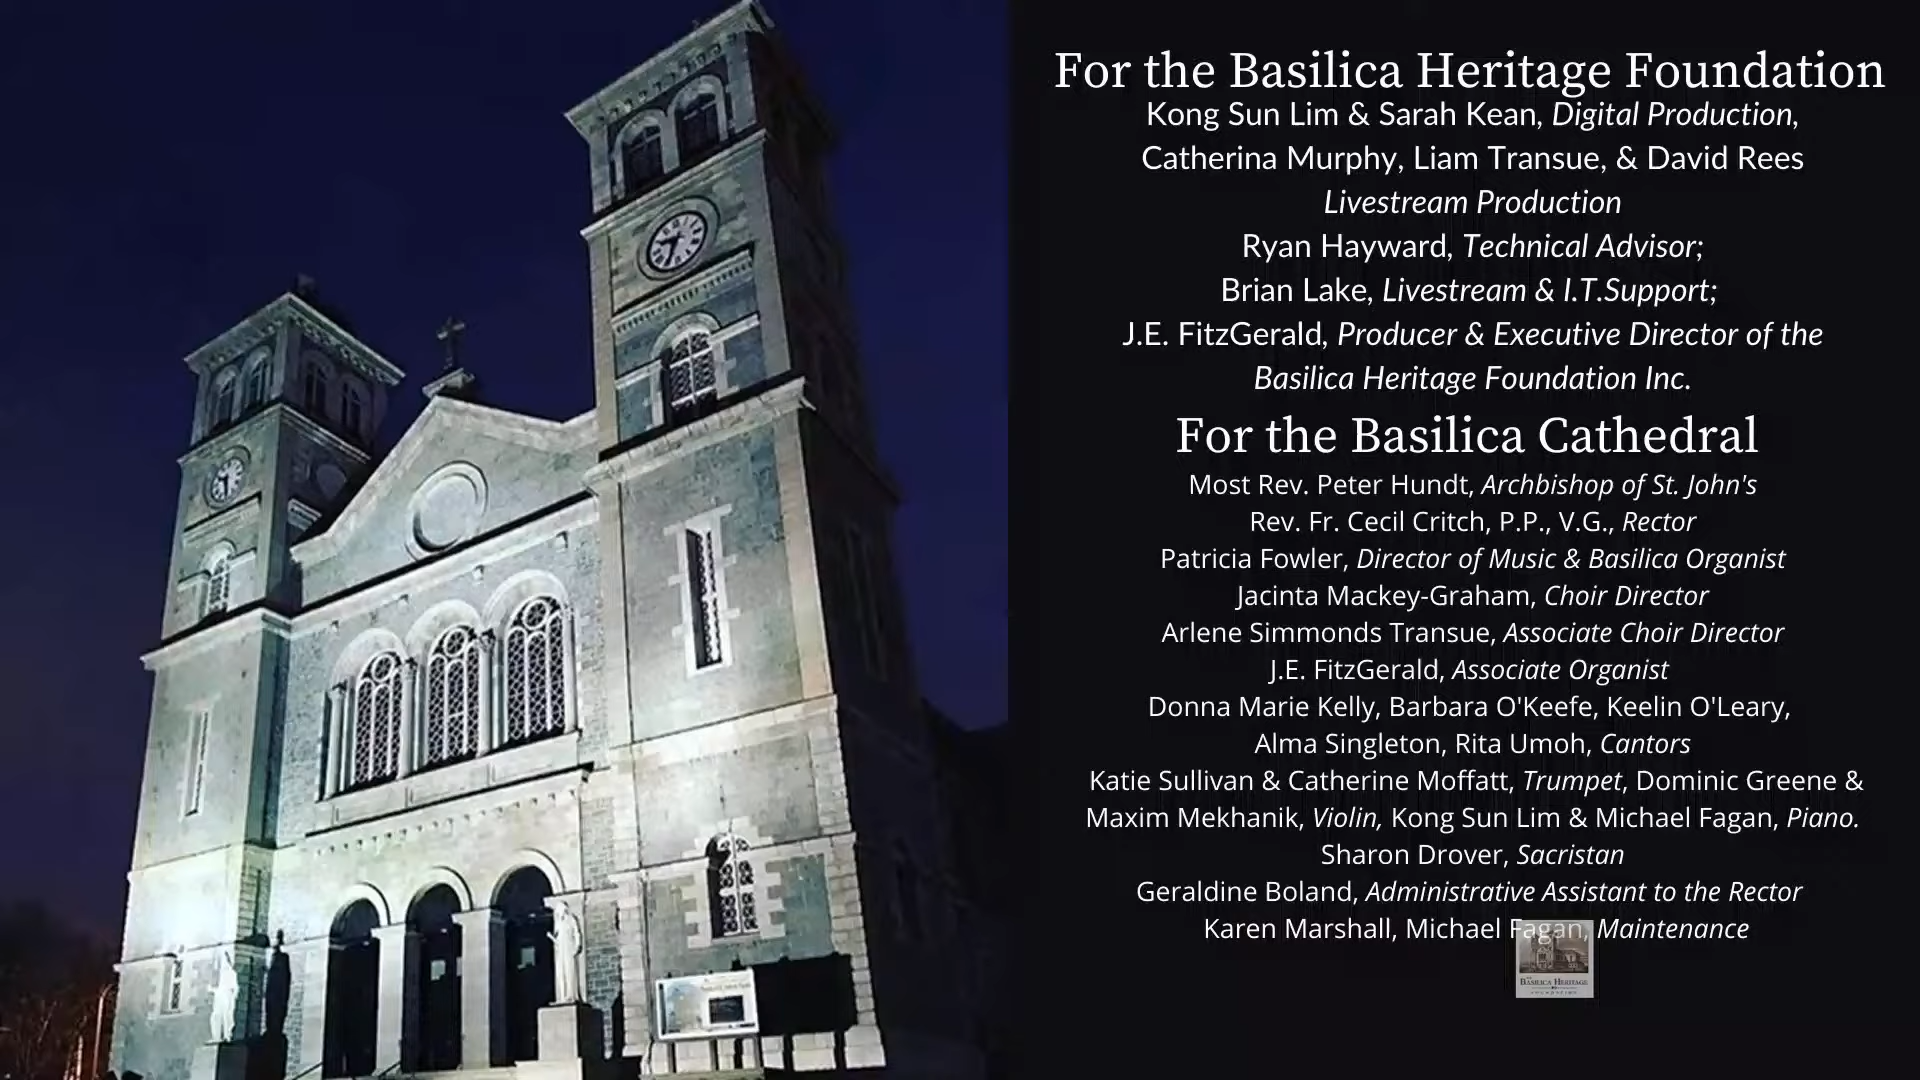 For the Basilica Heritage Foundation
Kong Sun Lim & Sarah Kean, Digital Production,
Catherina Murphy, Liam Transue, & David Rees
Livestream Production
Ryan Hayward, Technical Advisor;
Brian Lake, Livestream & I.T.Support;
J.E. FitzGerald, Producer & Executive Director of the
Basilica Heritage Foundation Inc.
For the Basilica Cathedral
Most Rev. Peter Hundt, Archbishop of St. John's
Rev. Fr. Cecil Critch, P.P., V.G., Rector
Patricia Fowler, Director of Music & Basilica Organist
Jacinta Mackey-Graham, Choir Director
Arlene Simmonds Transue, Associate Choir Director
J.E. FitzGerald, Associate Organist
Donna Marie Kelly, Barbara O'Keefe, Keelin O'Leary,
Alma Singleton, Rita Umoh, Cantors
Katie Sullivan & Catherine Moffatt, Trumpet, Dominic Greene &
Maxim Mekhanik, Violin, Kong Sun Lim & Michael Fagan, Piano.
Sharon Drover, Sacristan
Geraldine Boland, Administrative Assistant to the Rector
Karen Marshall, Michael Fagan, Maintenance
BASILICA HERITAGE
FOUNDATION